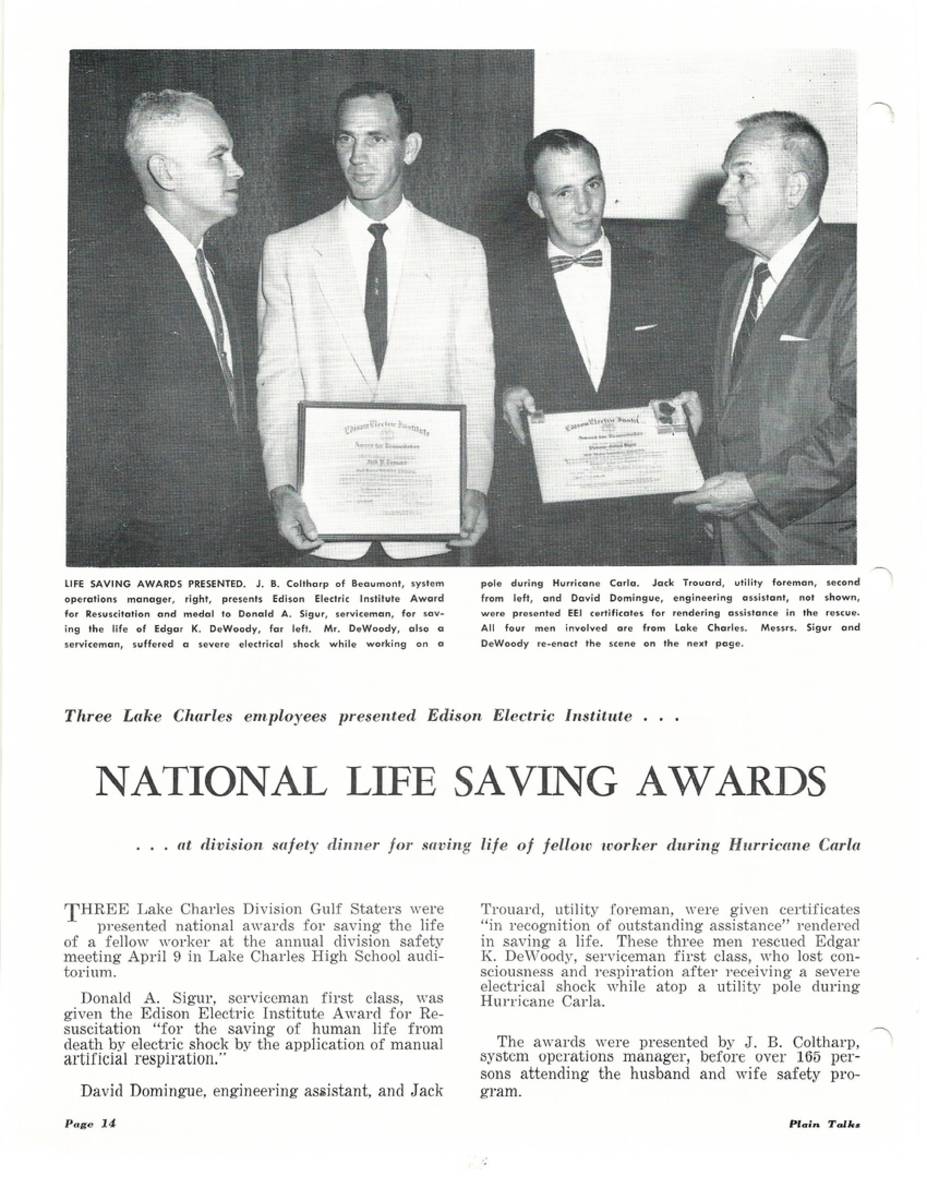 Edison Electric Institute
Award for Resuscitation
Edison Electric Instit
Award for Resuscitation
LIFE SAVING AWARDS PRESENTED. J. B. Coltharp of Beaumont, system
operations manager, right, presents Edison Electric Institute Award
for Resuscitation and medal to Donald A. Sigur, serviceman, for sav-
ing the life of Edgar K. DeWoody, far left. Mr. DeWoody, also a
serviceman, suffered a severe electrical shock while working on a
pole during Hurricane Carla. Jack Trouard, utility foreman, second
from left, and David Domingue, engineering assistant, not shown,
were presented EEI certificates for rendering assistance in the rescue.
All four men involved are from Lake Charles. Messrs. Sigur and
DeWoody re-enact the scene on the next page.
Three Lake Charles employees presented Edison Electric Institute . . .
NATIONAL LIFE SAVING AWARDS
. . . at division safety dinner for saving life of fellow worker during Hurricane Carla
THREE Lake Charles Division Gulf Staters were
presented national awards for saving the life
of a fellow worker at the annual division safety
meeting April 9 in Lake Charles High School audi-
torium.
Donald A. Sigur, serviceman first class, was
given the Edison Electric Institute Award for Re-
suscitation "for the saving of human life from
death by electric shock by the application of manual
artificial respiration."
David Domingue, engineering assistant, and Jack
Trouard, utility foreman, were given certificates
"in recognition of outstanding assistance" rendered
in saving a life. These three men rescued Edgar
K. DeWoody, serviceman first class, who lost con-
sciousness and respiration after receiving a severe
electrical shock while atop a utility pole during
Hurricane Carla.
The awards were presented by J. B. Coltharp,
system operations manager, before over 165 per-
sons attending the husband and wife safety pro-
gram.
Page 14
Plain Talks